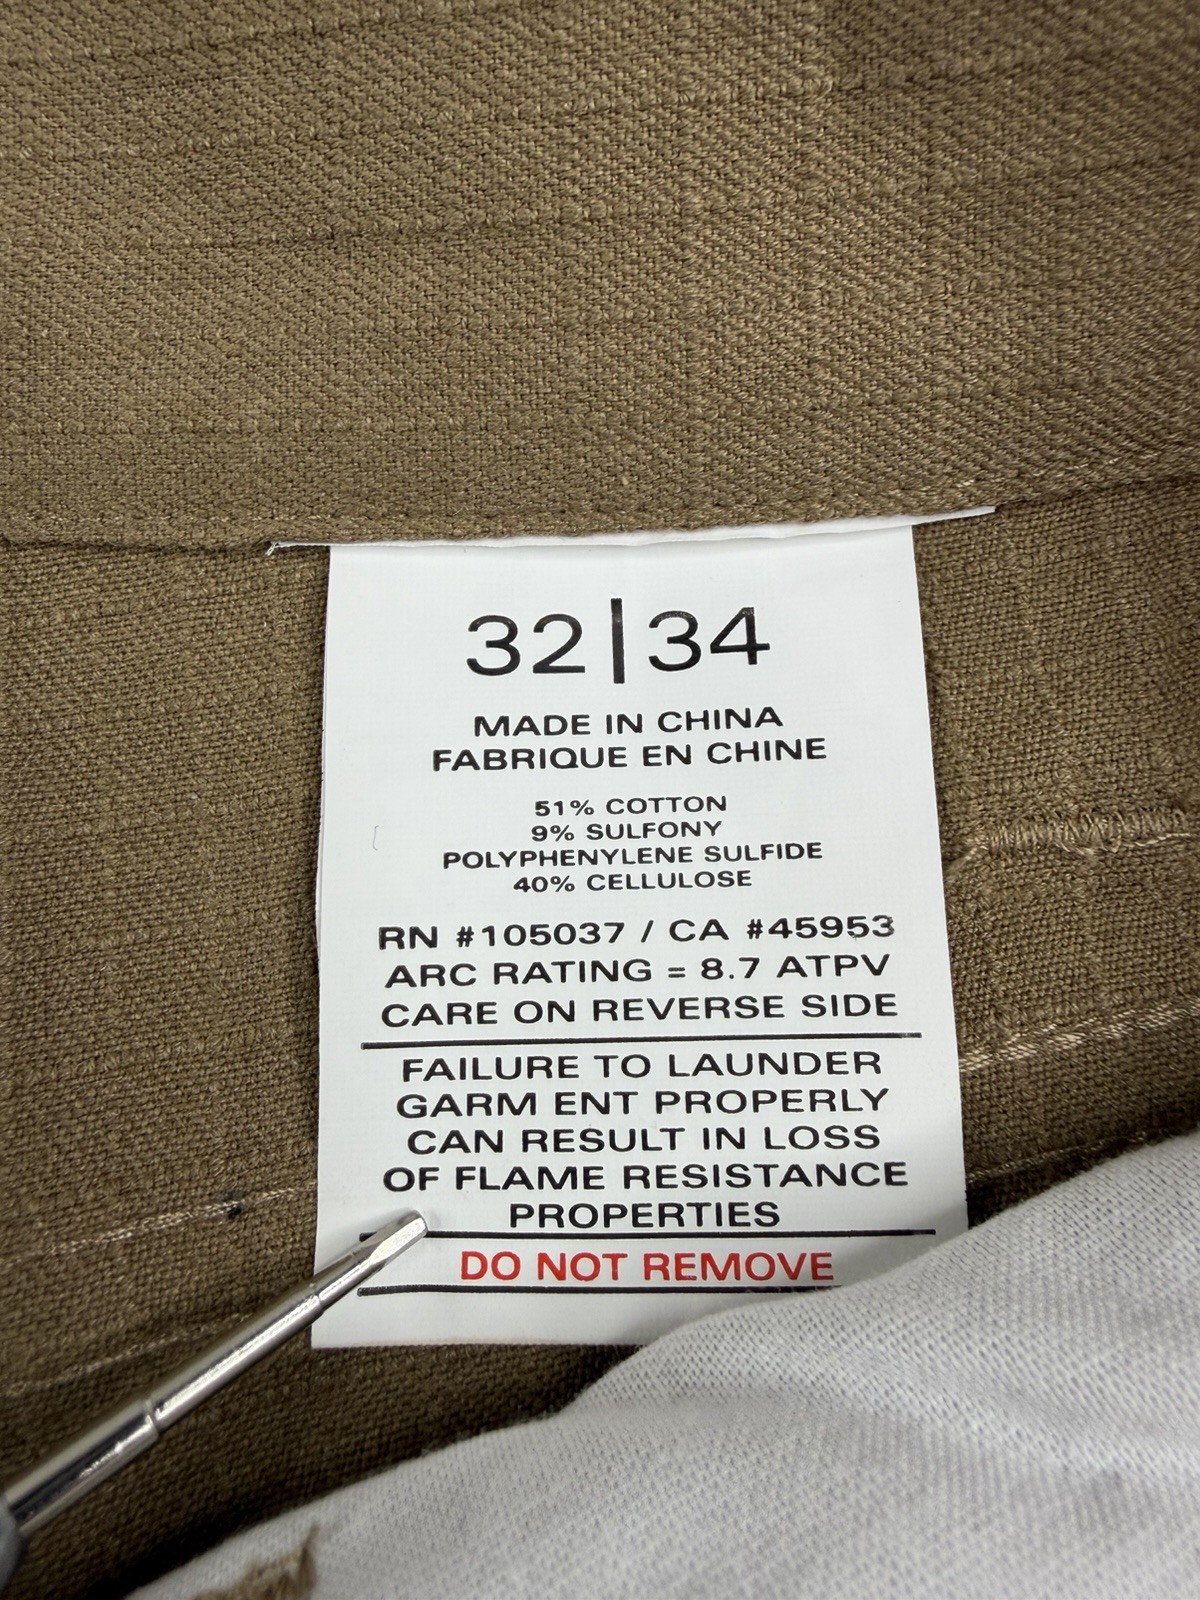 32|34
MADE IN CHINA
FABRIQUE EN CHINE
51% COTTON
9% SULFONY
POLYPHENYLENE SULFIDE
40% CELLULOSE
RN #105037 / CA #45953
ARC RATING = 8.7 ATPV
CARE ON REVERSE SIDE
FAILURE TO LAUNDER
GARM ENT PROPERLY
CAN RESULT IN LOSS
OF FLAME RESISTANCE
PROPERTIES
DO NOT REMOVE